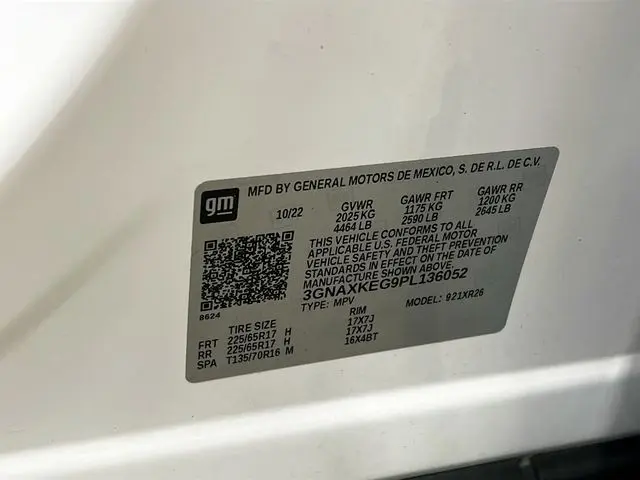 gm
MFD BY GENERAL MOTORS DE MEXICO, S. DE R.L. DE C.V.
10/22 GVWR GAWR FRT GAWR RR
2025 KG 1175 KG 1200 KG
4464 LB 2590 LB 2645 LB
THIS VEHICLE CONFORMS TO ALL
APPLICABLE U.S. FEDERAL MOTOR
VEHICLE SAFETY AND THEFT PREVENTION
STANDARDS IN EFFECT ON THE DATE OF
MANUFACTURE SHOWN ABOVE.
3GNAXKEG9PL136052
8624
TYPE: MPV MODEL: 921XR26
TIRE SIZE RIM
FRT 225/65R17 H 17X7J
RR 225/65R17 H 17X7J
SPA T135/70R16 M 16X4BT